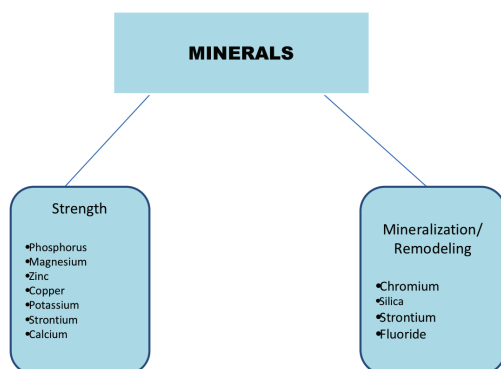 MINERALS
Strength
•Phosphorus
•Magnesium
•Zinc
•Copper
•Potassium
•Strontium
•Calcium
Mineralization/
Remodeling
•Chromium
•Silica
•Strontium
•Fluoride